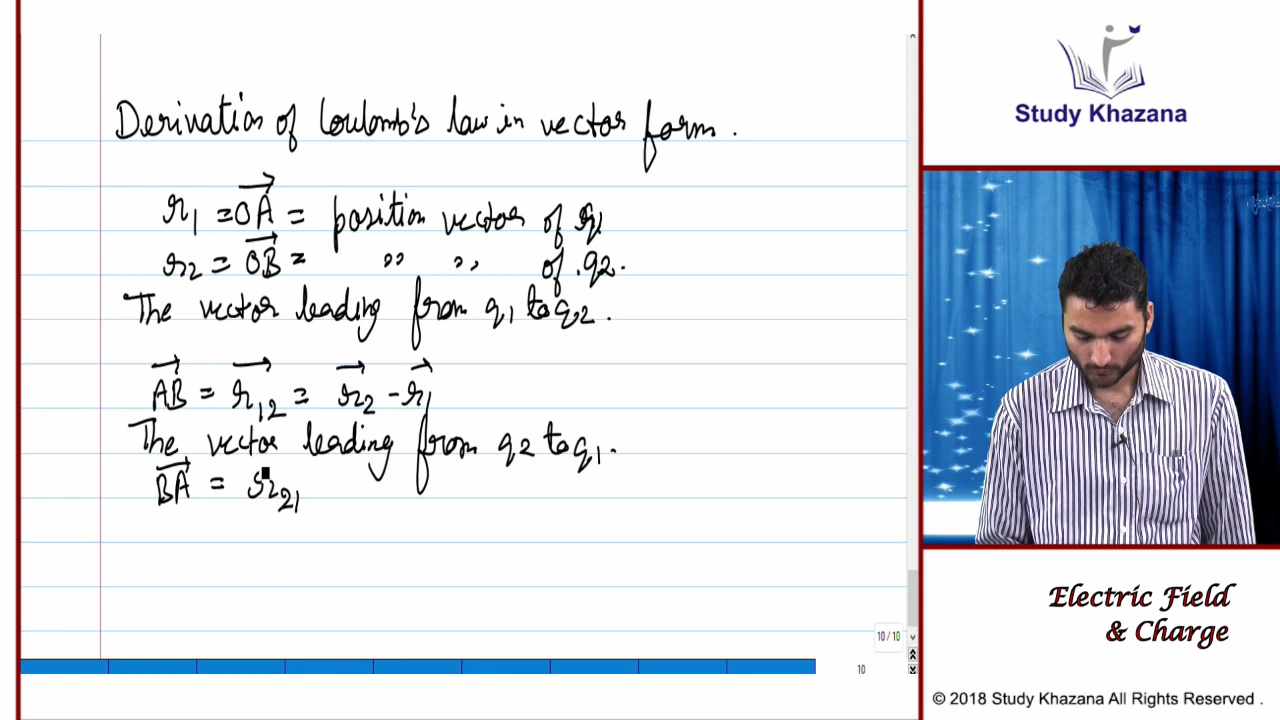 Derivation of Coulomb's law in vector form.
r1 = OA = position vector of q1
r2 = OB = " " of q2.
The vector leading from q1 to q2.
AB = r12 = r2 - r1
The vector leading from q2 to q1.
BA = r21
10 / 10
10
Study Khazana
Electric Field
& Charge
© 2018 Study Khazana All Rights Reserved .